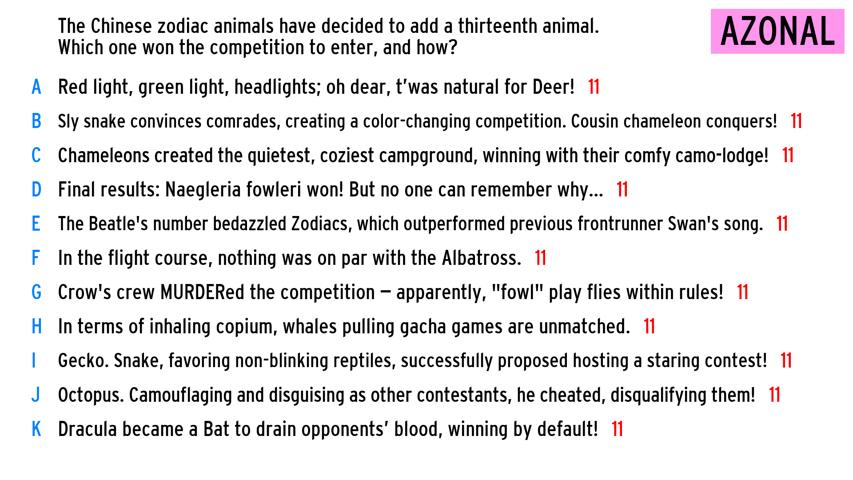 The Chinese zodiac animals have decided to add a thirteenth animal.
Which one won the competition to enter, and how?
AZONAL
A Red light, green light, headlights; oh dear, t'was natural for Deer! 11
B Sly snake convinces comrades, creating a color-changing competition. Cousin chameleon conquers! 11
C Chameleons created the quietest, coziest campground, winning with their comfy camo-lodge! 11
D Final results: Naegleria fowleri won! But no one can remember why... 11
E The Beatle's number bedazzled Zodiacs, which outperformed previous frontrunner Swan's song. 11
F In the flight course, nothing was on par with the Albatross. 11
G Crow's crew MURDERed the competition – apparently, "fowl" play flies within rules! 11
H In terms of inhaling copium, whales pulling gacha games are unmatched. 11
I Gecko. Snake, favoring non-blinking reptiles, successfully proposed hosting a staring contest! 11
J Octopus. Camouflaging and disguising as other contestants, he cheated, disqualifying them! 11
K Dracula became a Bat to drain opponents' blood, winning by default! 11